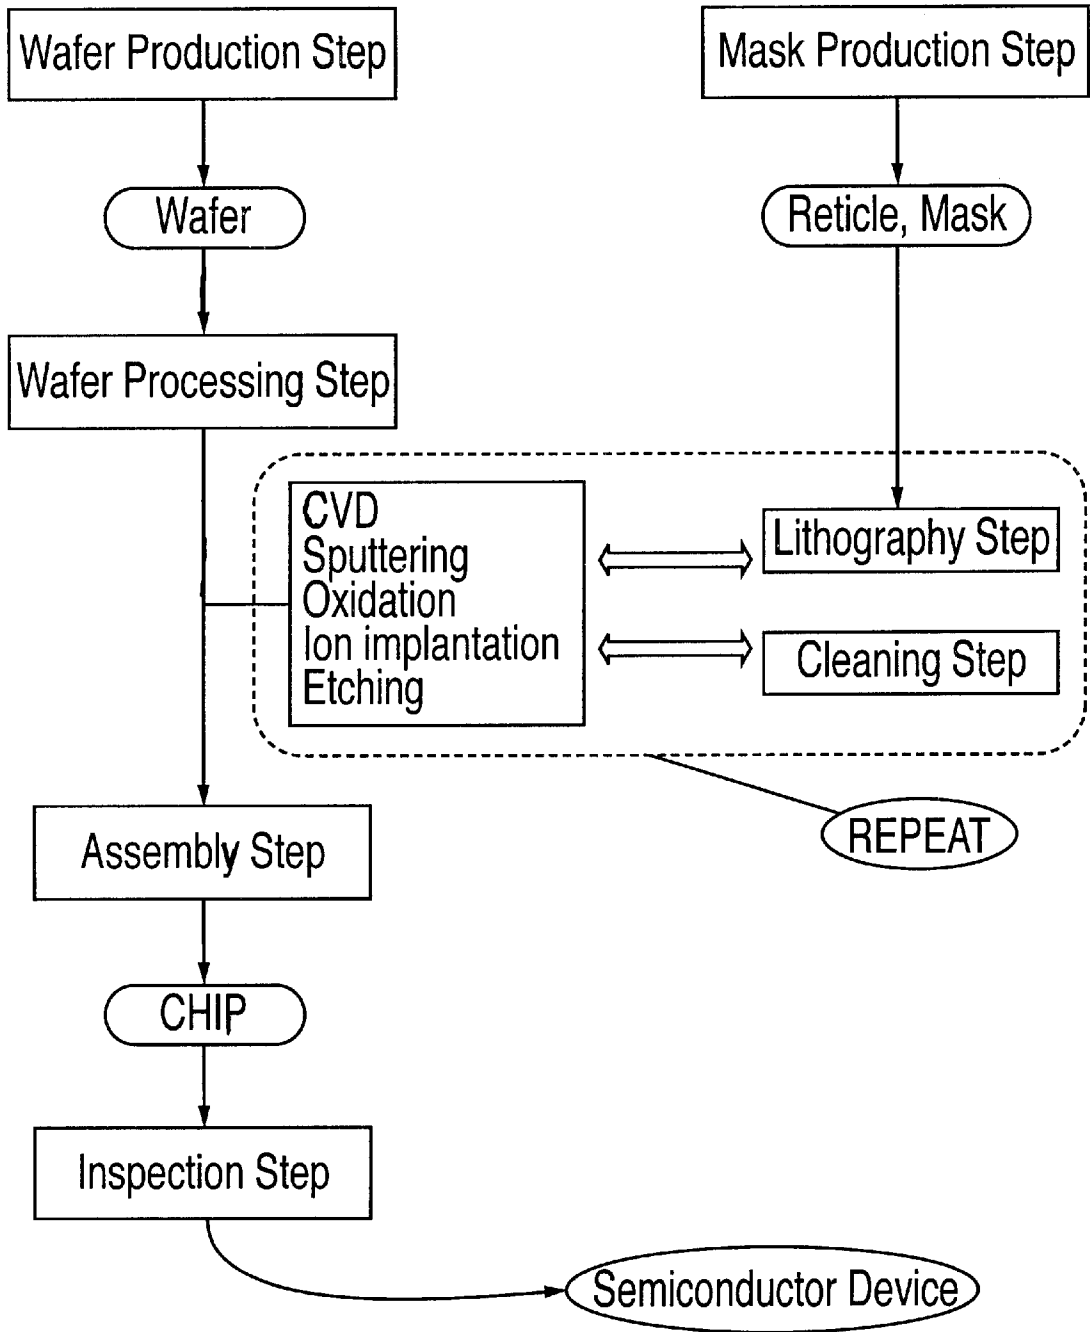 Wafer Production Step
Mask Production Step
Wafer
Reticle, Mask
Wafer Processing Step
CVD
Sputtering
Oxidation
Ion implantation
Etching
Lithography Step
Cleaning Step
REPEAT
Assembly Step
CHIP
Inspection Step
Semiconductor Device